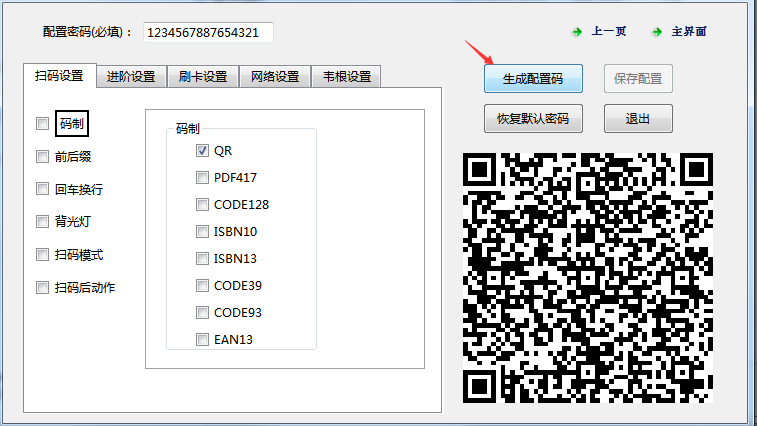 配置密码(必填)： 1234567887654321
上一页 主界面
扫码设置 进阶设置 刷卡设置 网络设置 韦根设置
生成配置码 保存配置
恢复默认密码 退出
码制
前后缀
回车换行
背光灯
扫码模式
扫码后动作
码制
QR
PDF417
CODE128
ISBN10
ISBN13
CODE39
CODE93
EAN13